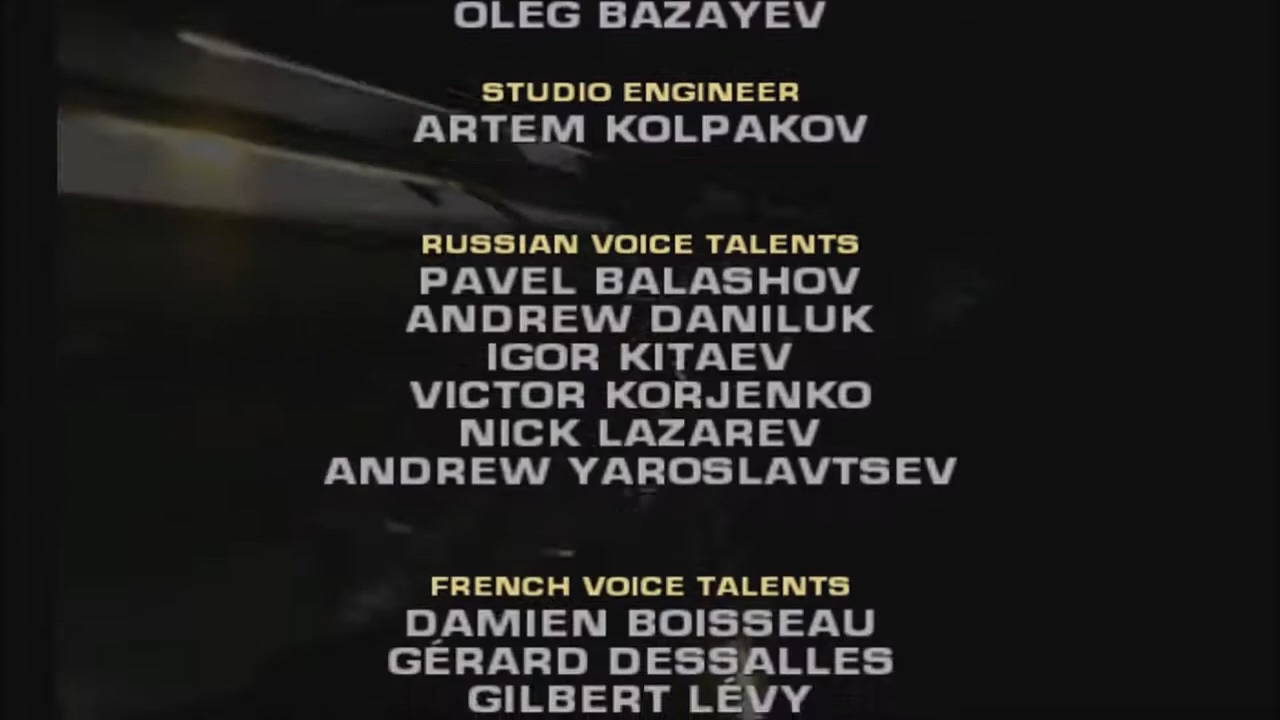 OLEG BAZAYEV
STUDIO ENGINEER
ARTEM KOLPAKOV
RUSSIAN VOICE TALENTS
PAVEL BALASHOV
ANDREW DANILUK
IGOR KITAEV
VICTOR KORJENKO
NICK LAZAREV
ANDREW YAROSLAVTSEV
FRENCH VOICE TALENTS
DAMIEN BOISSEAU
GÉRARD DESSALLES
GILBERT LÉVY